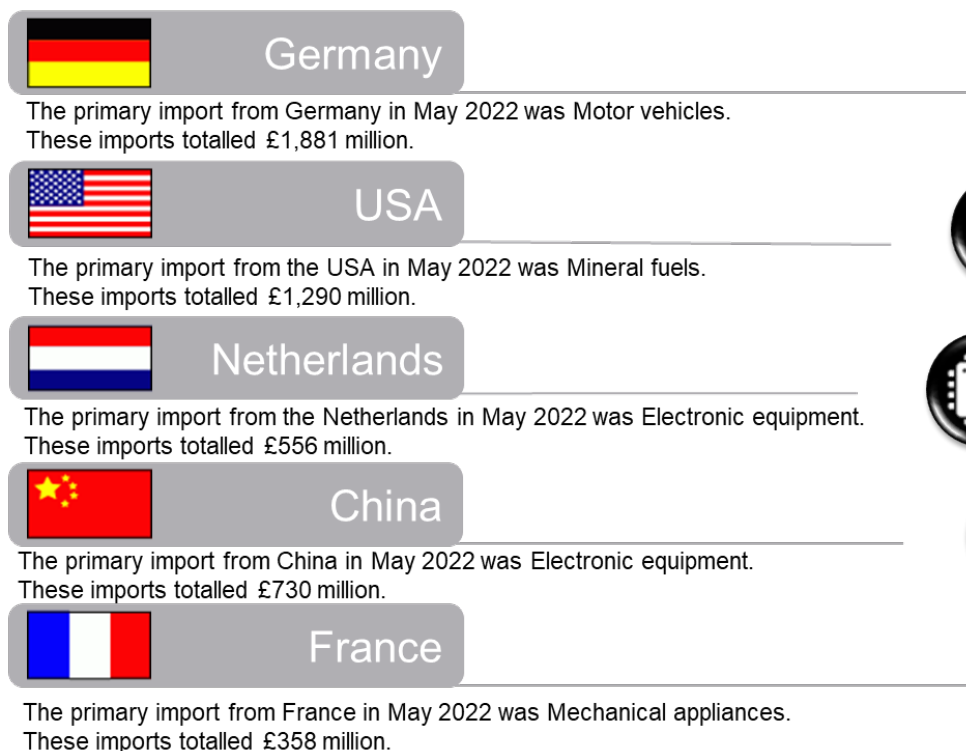 Germany
The primary import from Germany in May 2022 was Motor vehicles.
These imports totalled £1,881 million.
USA
The primary import from the USA in May 2022 was Mineral fuels.
These imports totalled £1,290 million.
Netherlands
The primary import from the Netherlands in May 2022 was Electronic equipment.
These imports totalled £556 million.
China
The primary import from China in May 2022 was Electronic equipment.
These imports totalled £730 million.
France
The primary import from France in May 2022 was Mechanical appliances.
These imports totalled £358 million.